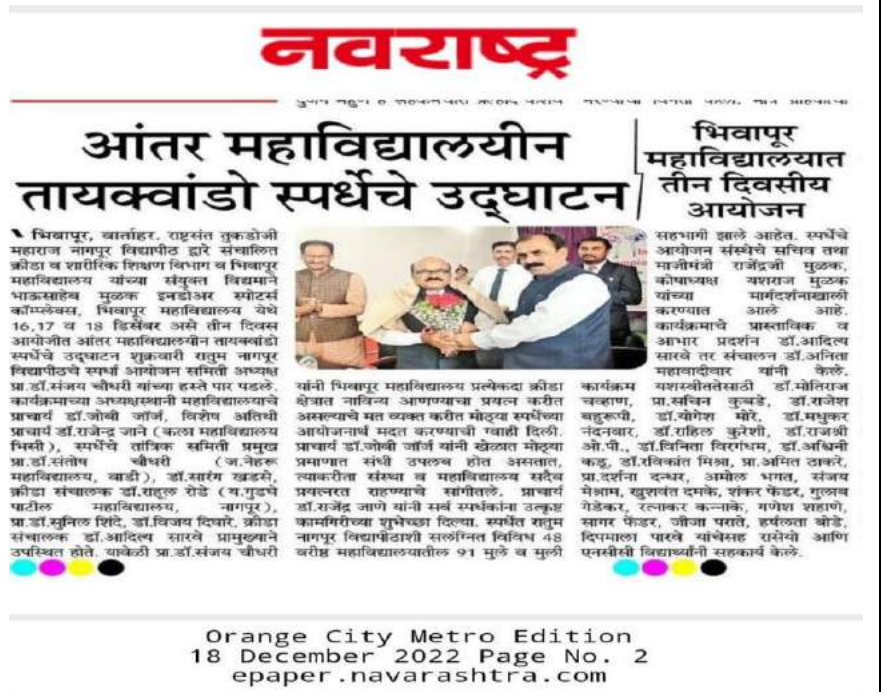 नवराष्ट्र
आंतर महाविद्यालयीन
तायक्वांडो स्पर्धेचे उद्घाटन
भिवापूर
महाविद्यालयात
तीन दिवसीय
आयोजन
भिवापूर, वार्ताहर. राष्ट्रसंत तुकडोजी
महाराज नागपूर विद्यापीठ द्वारे संचालित
क्रीडा व शारीरिक शिक्षण विभाग व भिवापूर
महाविद्यालय यांच्या संयुक्त विद्यमाने
भाऊसाहेब मुळक इनडोअर स्पोर्टस
कॉम्प्लेक्स, भिवापूर महाविद्यालय येथे
16,17 व 18 डिसेंबर असे तीन दिवस
आयोजीत आंतर महाविद्यालयीन तायक्वांडो
स्पर्धेचे उद्घाटन शुक्रवारी रातुम नागपूर
विद्यापीठचे स्पर्धा आयोजन समिती अध्यक्ष
प्रा.डॉ.संजय चौधरी यांच्या हस्ते पार पडले.
कार्यक्रमाच्या अध्यक्षस्थानी महाविद्यालयाचे
प्राचार्य डॉ.जोबी जॉर्ज, विशेष अतिथी
प्राचार्य डॉ.राजेन्द्र जाने (कला महाविद्यालय
भिसी), स्पर्धेचे तांत्रिक समिती प्रमुख
प्रा.डॉ.संतोष चौधरी (ज.नेहरू
महाविद्यालय, वाडी), डॉ.सारंग खडसे,
क्रीडा संचालक डॉ.राहूल रोडे (य.गुडघे
पाटील महाविद्यालय, नागपूर),
प्रा.डॉ.सुनिल शिंदे, डॉ.विजय दिघारे, क्रीडा
संचालक डॉ.आदित्य सारवे प्रामुख्याने
उपस्थित होते. यावेळी प्रा.डॉ.संजय चौधरी
यांनी भिवापूर महाविद्यालय प्रत्येकदा क्रीडा
क्षेत्रात नाविन्य आणण्याचा प्रयत्न करीत
असल्याचे मत व्यक्त करीत मोठ्या स्पर्धेच्या
आयोजनार्थ मदत करण्याची ग्वाही दिली.
प्राचार्य डॉ.जोबी जॉर्ज यांनी खेळात मोठ्या
प्रमाणात संधी उपलब होत असतात,
त्याकरीता संस्था व महाविद्यालय सदैव
प्रयत्नरत राहण्याचे सांगीतले. प्राचार्य
डॉ.राजेंद्र जाणे यांनी सर्व स्पर्धकांना उत्कृष्ट
कामगिरीच्या शुभेच्छा दिल्या. स्पर्धेत रातुम
नागपूर विद्यापीठाशी सलंग्नित विविध 48
वरीष्ठ महाविद्यालयातील 91 मुले व मुली
सहभागी झाले आहेत. स्पर्धेचे
आयोजन संस्थेचे सचिव तथा
माजीमंत्री राजेंद्रजी मुळक,
कोषाध्यक्ष यशराज मुळक
यांच्या मार्गदर्शनाखाली
करण्यात आले आहे.
कार्यक्रमाचे प्रास्ताविक व
आभार प्रदर्शन डॉ.आदित्य
सारवे तर संचालन डॉ.अनिता
महावादीवार यांनी केले.
कार्यक्रम यशस्वीततेसाठी डॉ.मोतिराज
चव्हाण, प्रा.सचिन कुबडे, डॉ.राजेश
बहुरूपी, डॉ.योगेश मोरे, डॉ.मधुकर
नंदनवार, डॉ.राहिल कुरेशी, डॉ.राजश्री
ओ.पी., डॉ.विनिता विरगंधम, डॉ.अश्विनी
कडू, डॉ.रविकांत मिश्रा, प्रा.अमित ठाकरे,
प्रा.दर्शना दन्धर, अमोल भगत, संजय
मेश्राम, खुशवंत दमके, शंकर फेंडर, गुलाब
गेडेकर, रत्नाकर कन्नाके, गणेश शहाणे,
सागर फेंडर, जीजा पराते, हर्षलता बोडे,
दिपमाला पारवे यांचेसह रासेयो आणि
एनसीसी विद्यार्थ्यांनी सहकार्य केले.
Orange City Metro Edition
18 December 2022 Page No. 2
epaper.navarashtra.com